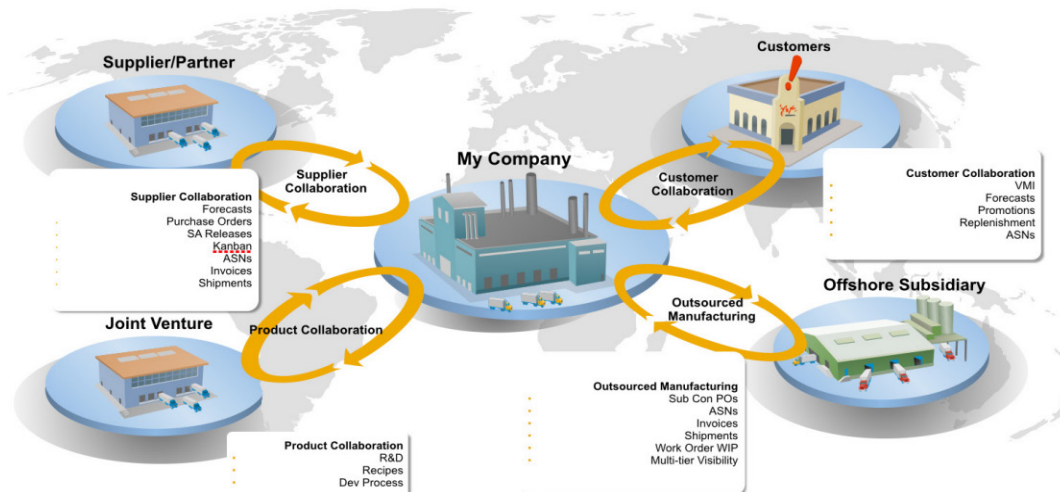 Supplier/Partner
Customers
Supplier
Collaboration
My Company
Customer
Collaboration
Supplier Collaboration
Forecasts
Purchase Orders
SA Releases
Kanban
ASNs
Invoices
Shipments
Customer Collaboration
VMI
Forecasts
Promotions
Replenishment
ASNs
Joint Venture
Product Collaboration
Outsourced
Manufacturing
Offshore Subsidiary
Outsourced Manufacturing
Sub Con POs
ASNs
Invoices
Shipments
Work Order WIP
Multi-tier Visibility
Product Collaboration
R&D
Recipes
Dev Process